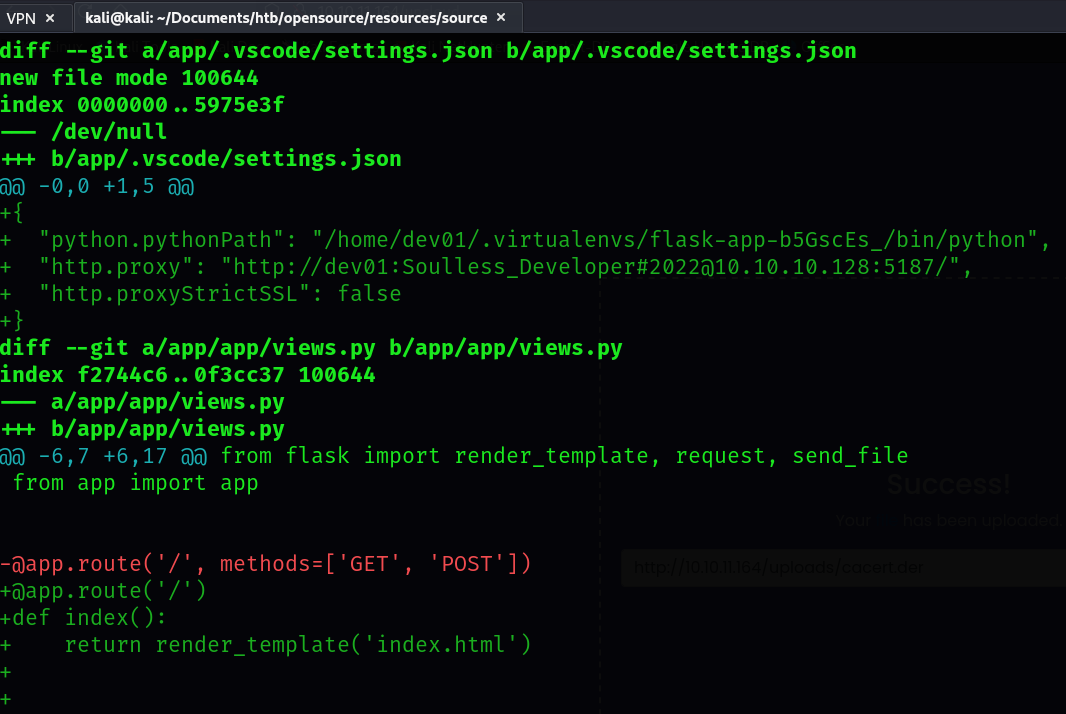 VPN ×
kali@kali: ~/Documents/htb/opensource/resources/source ×
diff --git a/app/.vscode/settings.json b/app/.vscode/settings.json
new file mode 100644
index 0000000..5975e3f
--- /dev/null
+++ b/app/.vscode/settings.json
@@ -0,0 +1,5 @@
+{
+  "python.pythonPath": "/home/dev01/.virtualenvs/flask-app-b5GscEs_/bin/python",
+  "http.proxy": "http://dev01:Soulless_Developer#2022@10.10.10.128:5187/",
+  "http.proxyStrictSSL": false
+}
diff --git a/app/app/views.py b/app/app/views.py
index f2744c6..0f3cc37 100644
--- a/app/app/views.py
+++ b/app/app/views.py
@@ -6,7 +6,17 @@ from flask import render_template, request, send_file
 from app import app
-@app.route('/', methods=['GET', 'POST'])
+@app.route('/')
+def index():
+    return render_template('index.html')
+
+
Success!
Your has been uploaded.
http://10.10.11.164/uploads/cacert.der